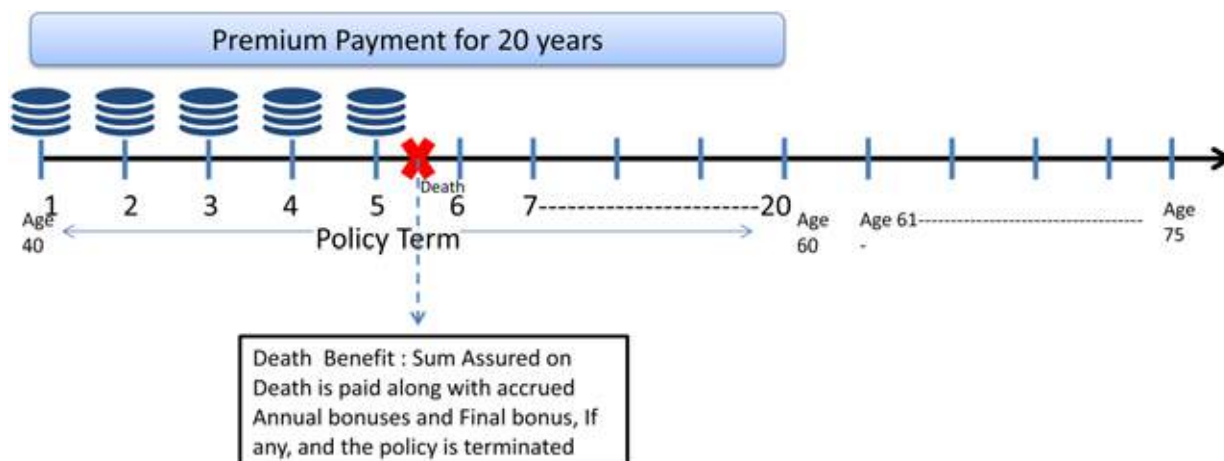 Premium Payment for 20 years
Death
1 2 3 4 5 6 7---------------------------20
Age 40
Policy Term
Age 60
Age 61---------------------------
-
Age 75
Death Benefit : Sum Assured on
Death is paid along with accrued
Annual bonuses and Final bonus, If
any, and the policy is terminated